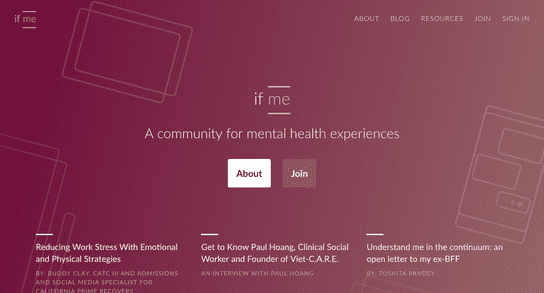 if me
ABOUT BLOG RESOURCES JOIN SIGN IN
if me
A community for mental health experiences
About Join
Reducing Work Stress With Emotional
and Physical Strategies
BY: BUDDY CLAY, CATC III AND ADMISSIONS
AND SOCIAL MEDIA SPECIALIST FOR
CALIFORNIA PRIME RECOVERY
Get to Know Paul Hoang, Clinical Social
Worker and Founder of Viet-C.A.R.E.
AN INTERVIEW WITH PAUL HOANG
Understand me in the continuum: an
open letter to my ex-BFF
BY: TOSHITA PANDEY